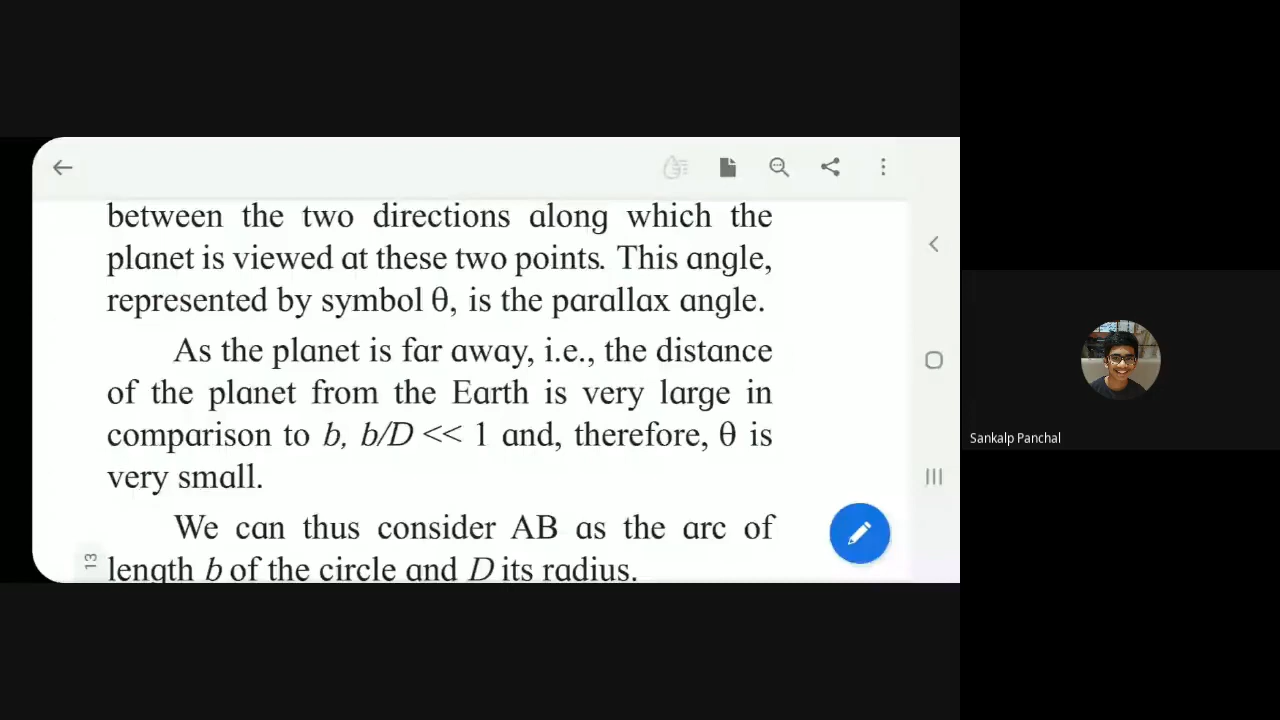 between the two directions along which the
planet is viewed at these two points. This angle,
represented by symbol θ, is the parallax angle.
As the planet is far away, i.e., the distance
of the planet from the Earth is very large in
comparison to b, b/D << 1 and, therefore, θ is
very small.
We can thus consider AB as the arc of
length b of the circle and D its radius.
13
Sankalp Panchal